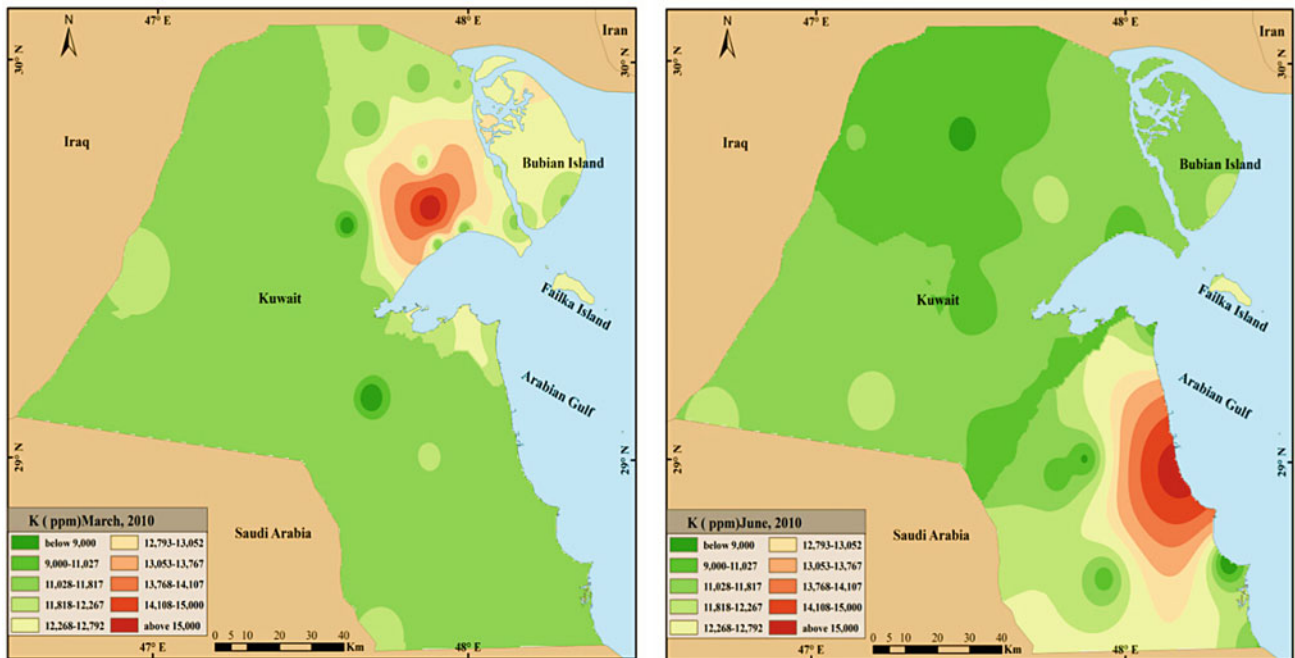 N
47° E
48° E
30° N
30° N
Iran
Iraq
Bubian Island
Kuwait
Failka Island
Arabian Gulf
29° N
29° N
Saudi Arabia
K ( ppm)March, 2010
below 9,000
9,000-11,027
11,028-11,817
11,818-12,267
12,268-12,792
12,793-13,052
13,053-13,767
13,768-14,107
14,108-15,000
above 15,000
0 5 10 20 30 40
Km
47° E
48° E
N
47° E
48° E
30° N
30° N
Iran
Iraq
Bubian Island
Kuwait
Failka Island
Arabian Gulf
29° N
29° N
Saudi Arabia
K ( ppm)June, 2010
below 9,000
9,000-11,027
11,028-11,817
11,818-12,267
12,268-12,792
12,793-13,052
13,053-13,767
13,768-14,107
14,108-15,000
above 15,000
0 5 10 20 30 40
Km
47° E
48° E